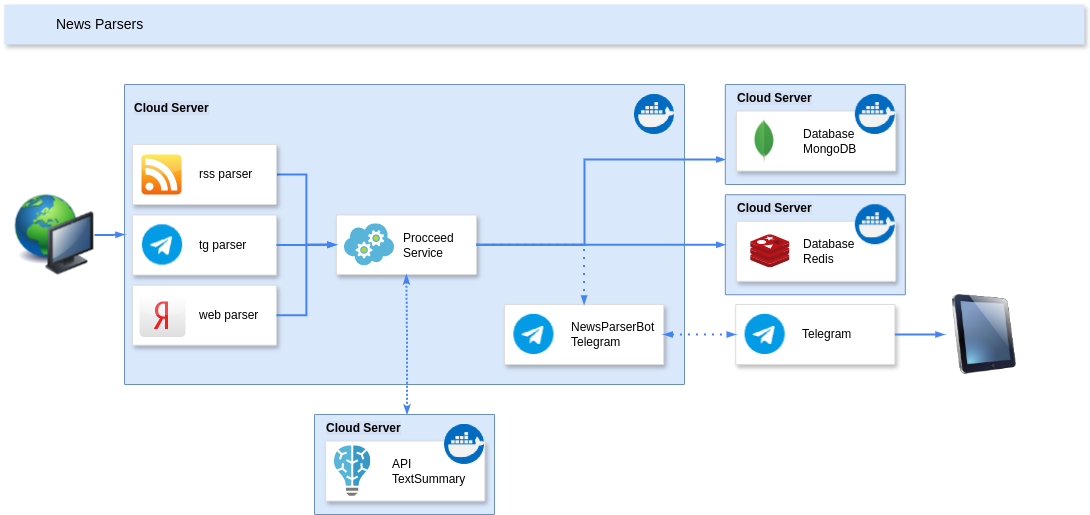 News Parsers
Cloud Server
rss parser
tg parser
Я
web parser
Procceed
Service
NewsParserBot
Telegram
Cloud Server
Database
MongoDB
Cloud Server
Database
Redis
Telegram
Cloud Server
API
TextSummary